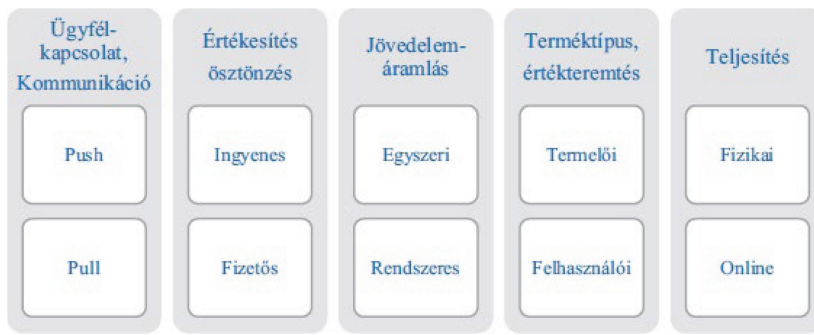 Ügyfél-
kapcsolat,
Kommunikáció
Push
Pull
Értékesítés
ösztönzés
Ingyenes
Fizetős
Jövedelem-
áramlás
Egyszeri
Rendszeres
Terméktípus,
értékteremtés
Termelői
Felhasználói
Teljesítés
Fizikai
Online